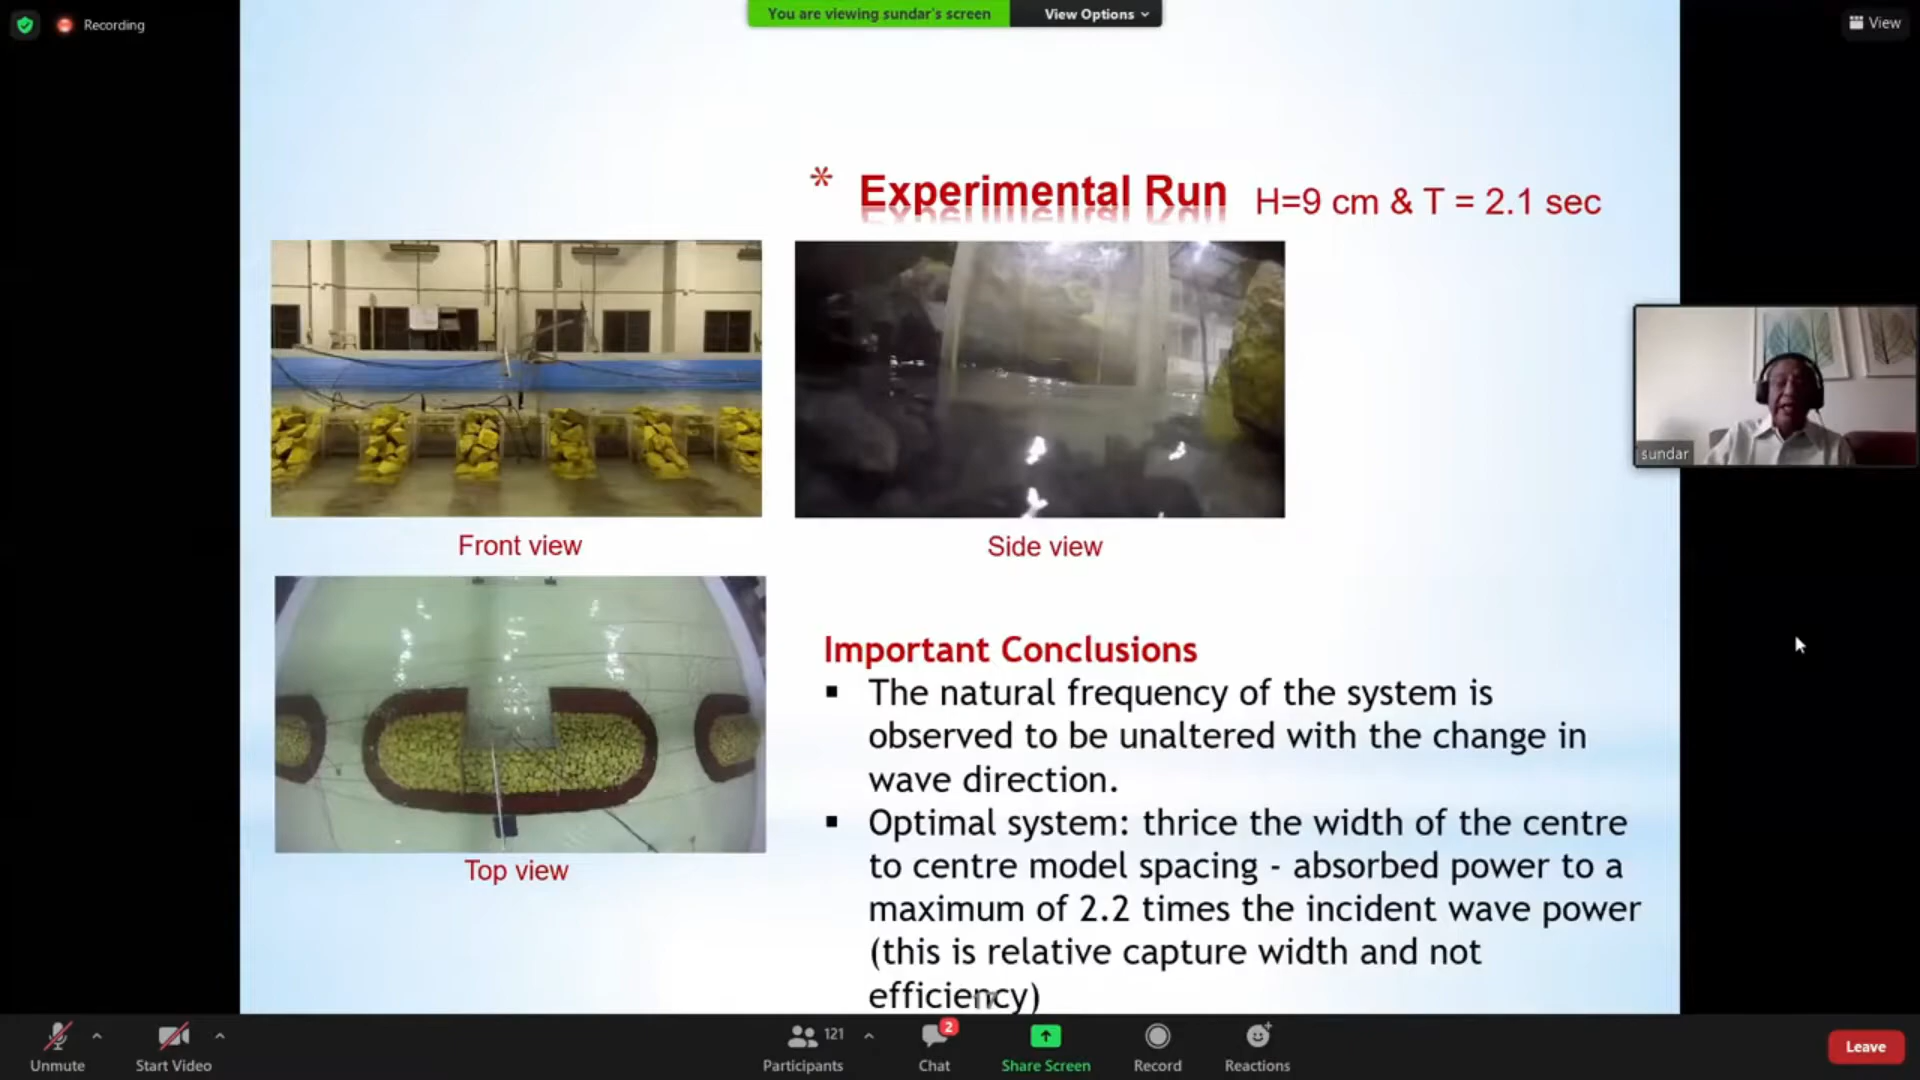 Recording
You are viewing sundar's screen
View Options
View
* Experimental Run H=9 cm & T = 2.1 sec
Front view
Side view
sundar
Top view
Important Conclusions
▪ The natural frequency of the system is
observed to be unaltered with the change in
wave direction.
▪ Optimal system: thrice the width of the centre
to centre model spacing - absorbed power to a
maximum of 2.2 times the incident wave power
(this is relative capture width and not
efficiency)
17
Unmute
Start Video
121
Participants
2
Chat
Share Screen
Record
Reactions
Leave